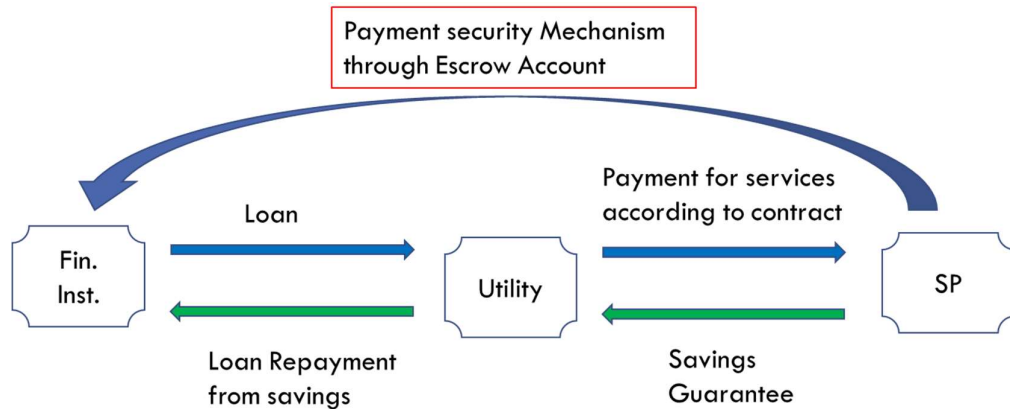 Payment security Mechanism
through Escrow Account
Payment for services
according to contract
Loan
Fin.
Inst.
Utility
SP
Loan Repayment
from savings
Savings
Guarantee